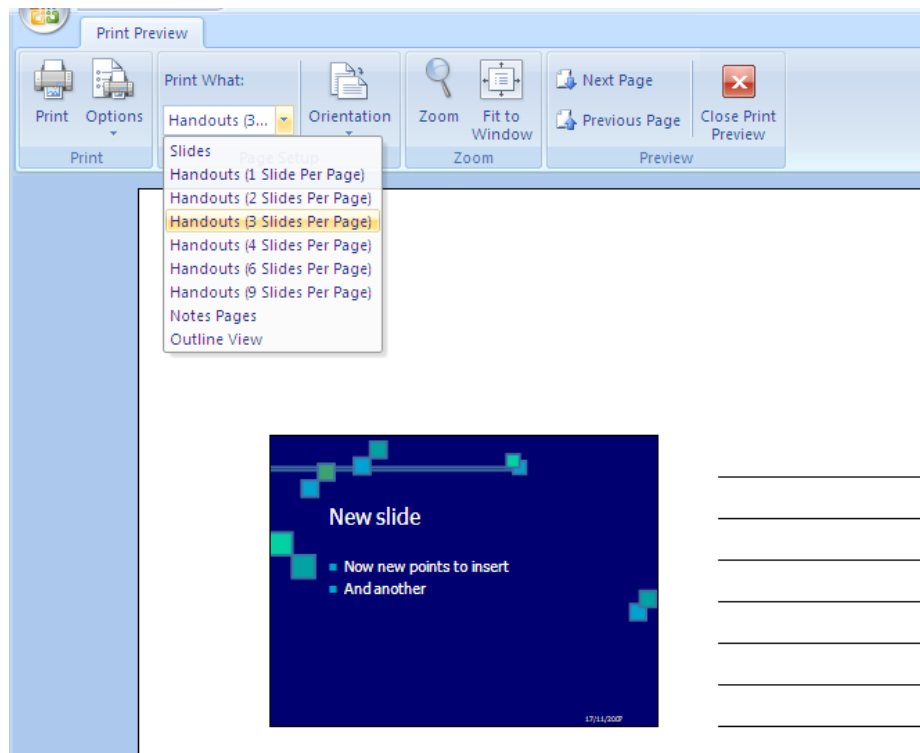 Print Preview
Print
Options
Print What:
Handouts (3...
Orientation
Zoom
Fit to
Window
Next Page
Previous Page
Close Print
Preview
Print
Page Setup
Zoom
Preview
Slides
Handouts (1 Slide Per Page)
Handouts (2 Slides Per Page)
Handouts (3 Slides Per Page)
Handouts (4 Slides Per Page)
Handouts (6 Slides Per Page)
Handouts (9 Slides Per Page)
Notes Pages
Outline View
New slide
Now new points to insert
And another
17/11/2007